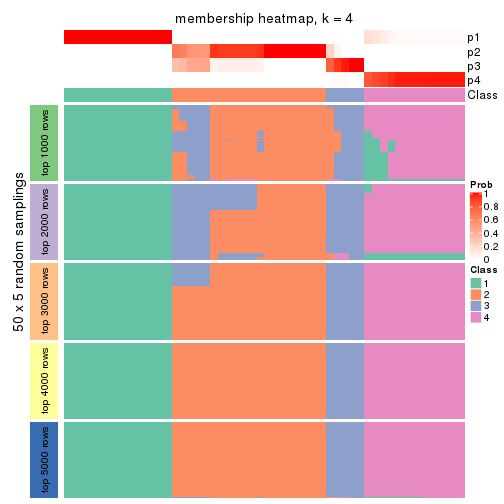 membership heatmap, k = 4
p1
p2
p3
p4
Class
50 x 5 random samplings
top 1000 rows
top 2000 rows
top 3000 rows
top 4000 rows
top 5000 rows
Prob
1
0.8
0.6
0.4
0.2
0
Class
1
2
3
4